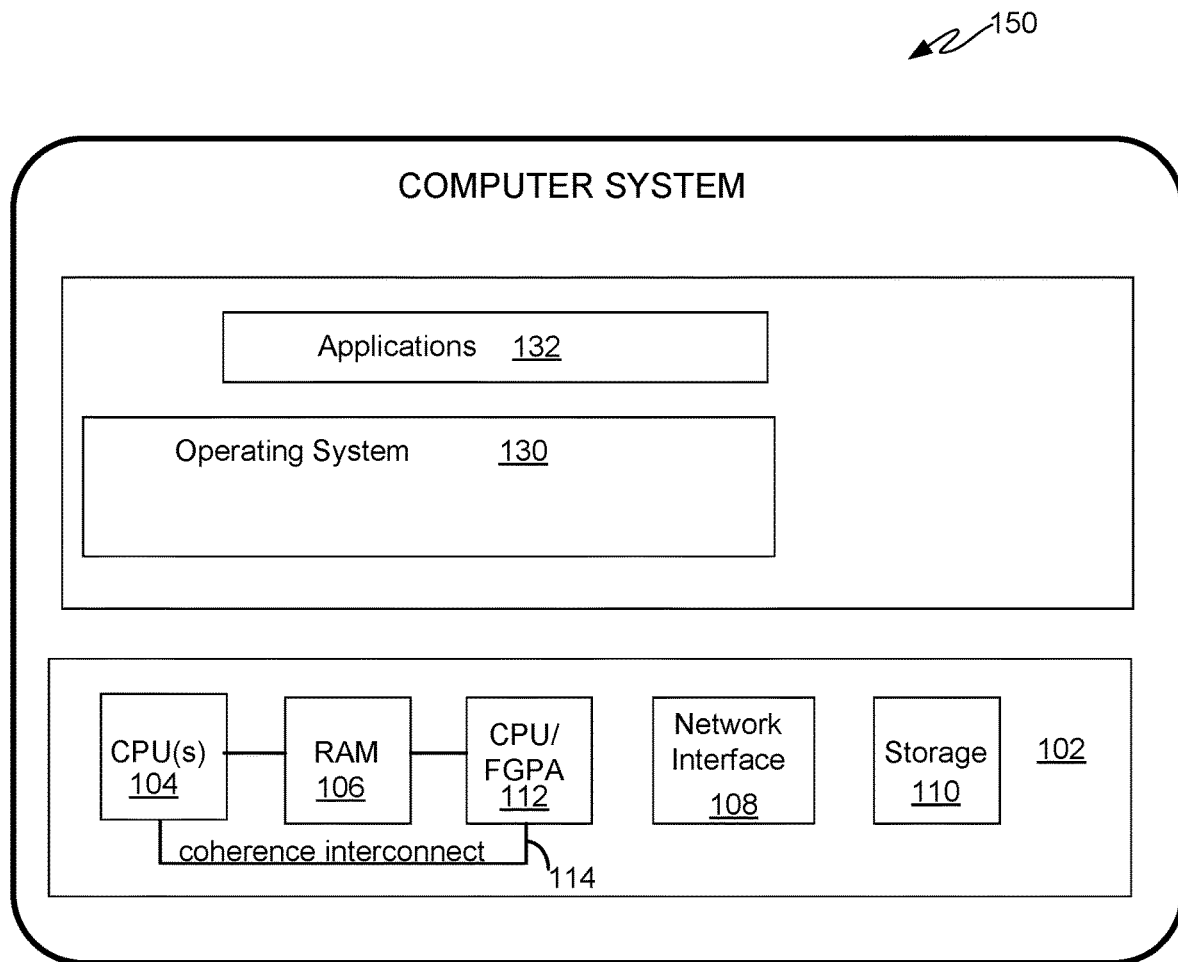 150
COMPUTER SYSTEM
Applications 132
Operating System 130
CPU(s)
104
RAM
106
CPU/
FGPA
112
Network
Interface
108
Storage
110
102
coherence interconnect
114